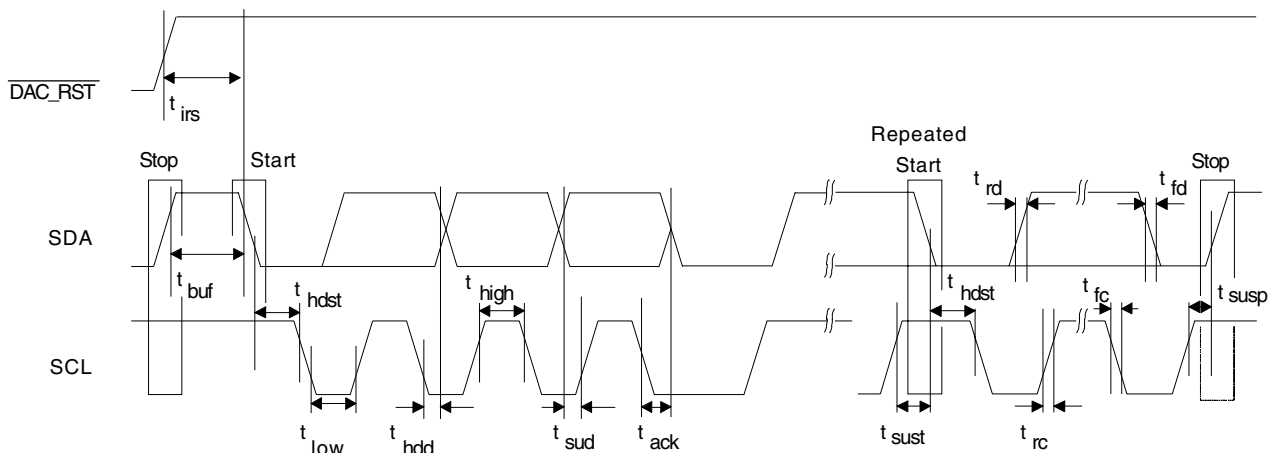 DAC_RST
t irs
Repeated
Stop
Start
Start
Stop
t rd
t fd
SDA
t buf
t hdst
t high
t hdst
t fc
t susp
SCL
t low
t hdd
t sud
t ack
t sust
t rc